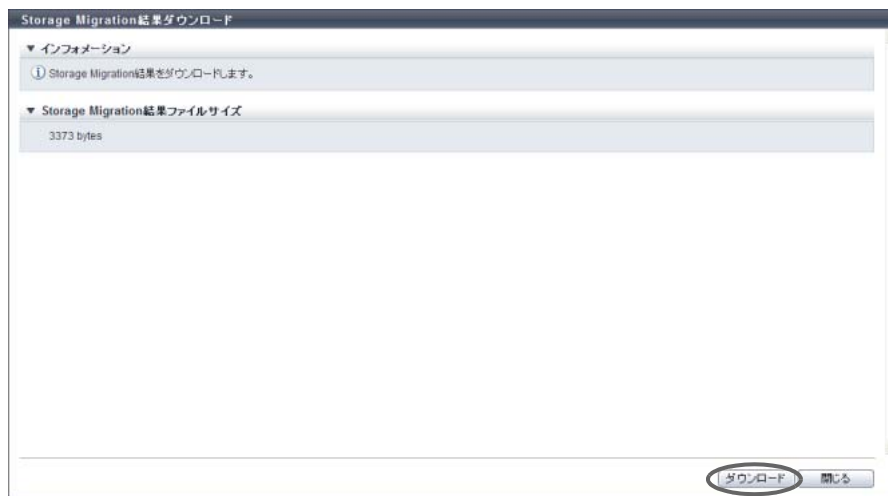 Storage Migration結果ダウンロード
▼ インフォメーション
Storage Migration結果をダウンロードします。
▼ Storage Migration結果ファイルサイズ
3373 bytes
ダウンロード 閉じる